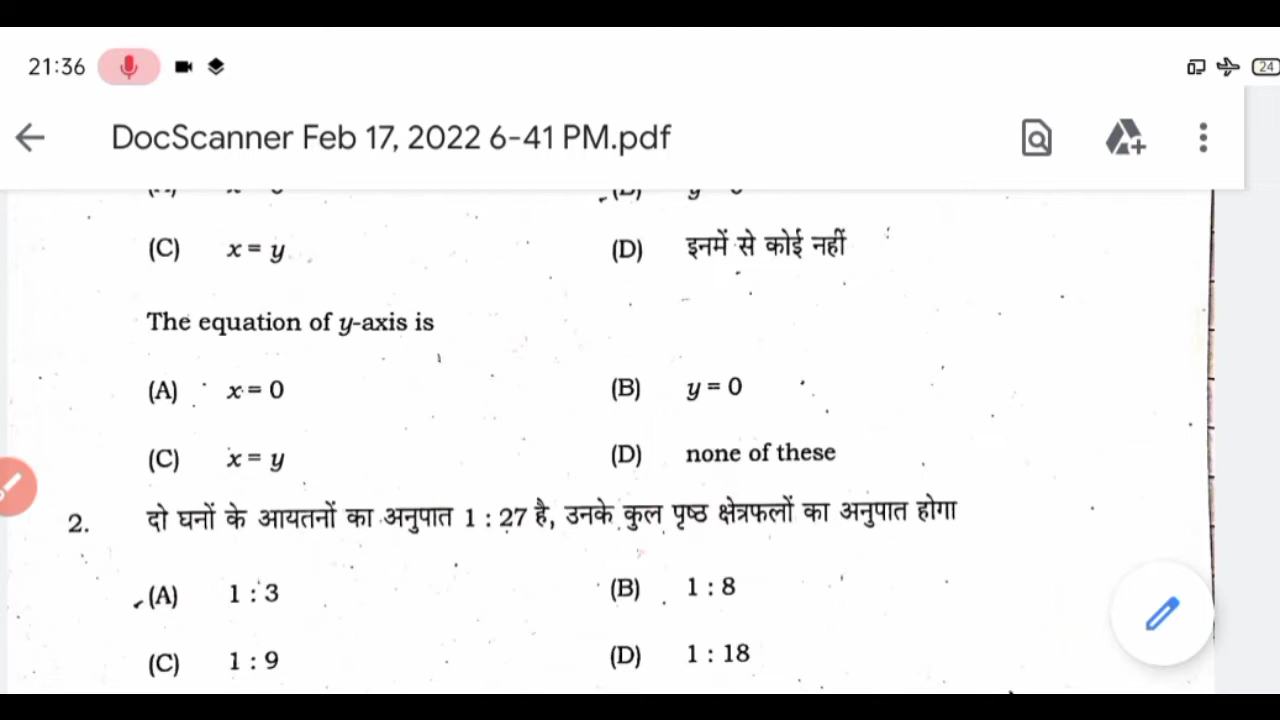 21:36
24
DocScanner Feb 17, 2022 6-41 PM.pdf
(C) x = y (D) इनमें से कोई नहीं
The equation of y-axis is
(A) x = 0 (B) y = 0
(C) x = y (D) none of these
2. दो घनों के आयतनों का अनुपात 1 : 27 है, उनके कुल पृष्ठ क्षेत्रफलों का अनुपात होगा
(A) 1 : 3 (B) 1 : 8
(C) 1 : 9 (D) 1 : 18